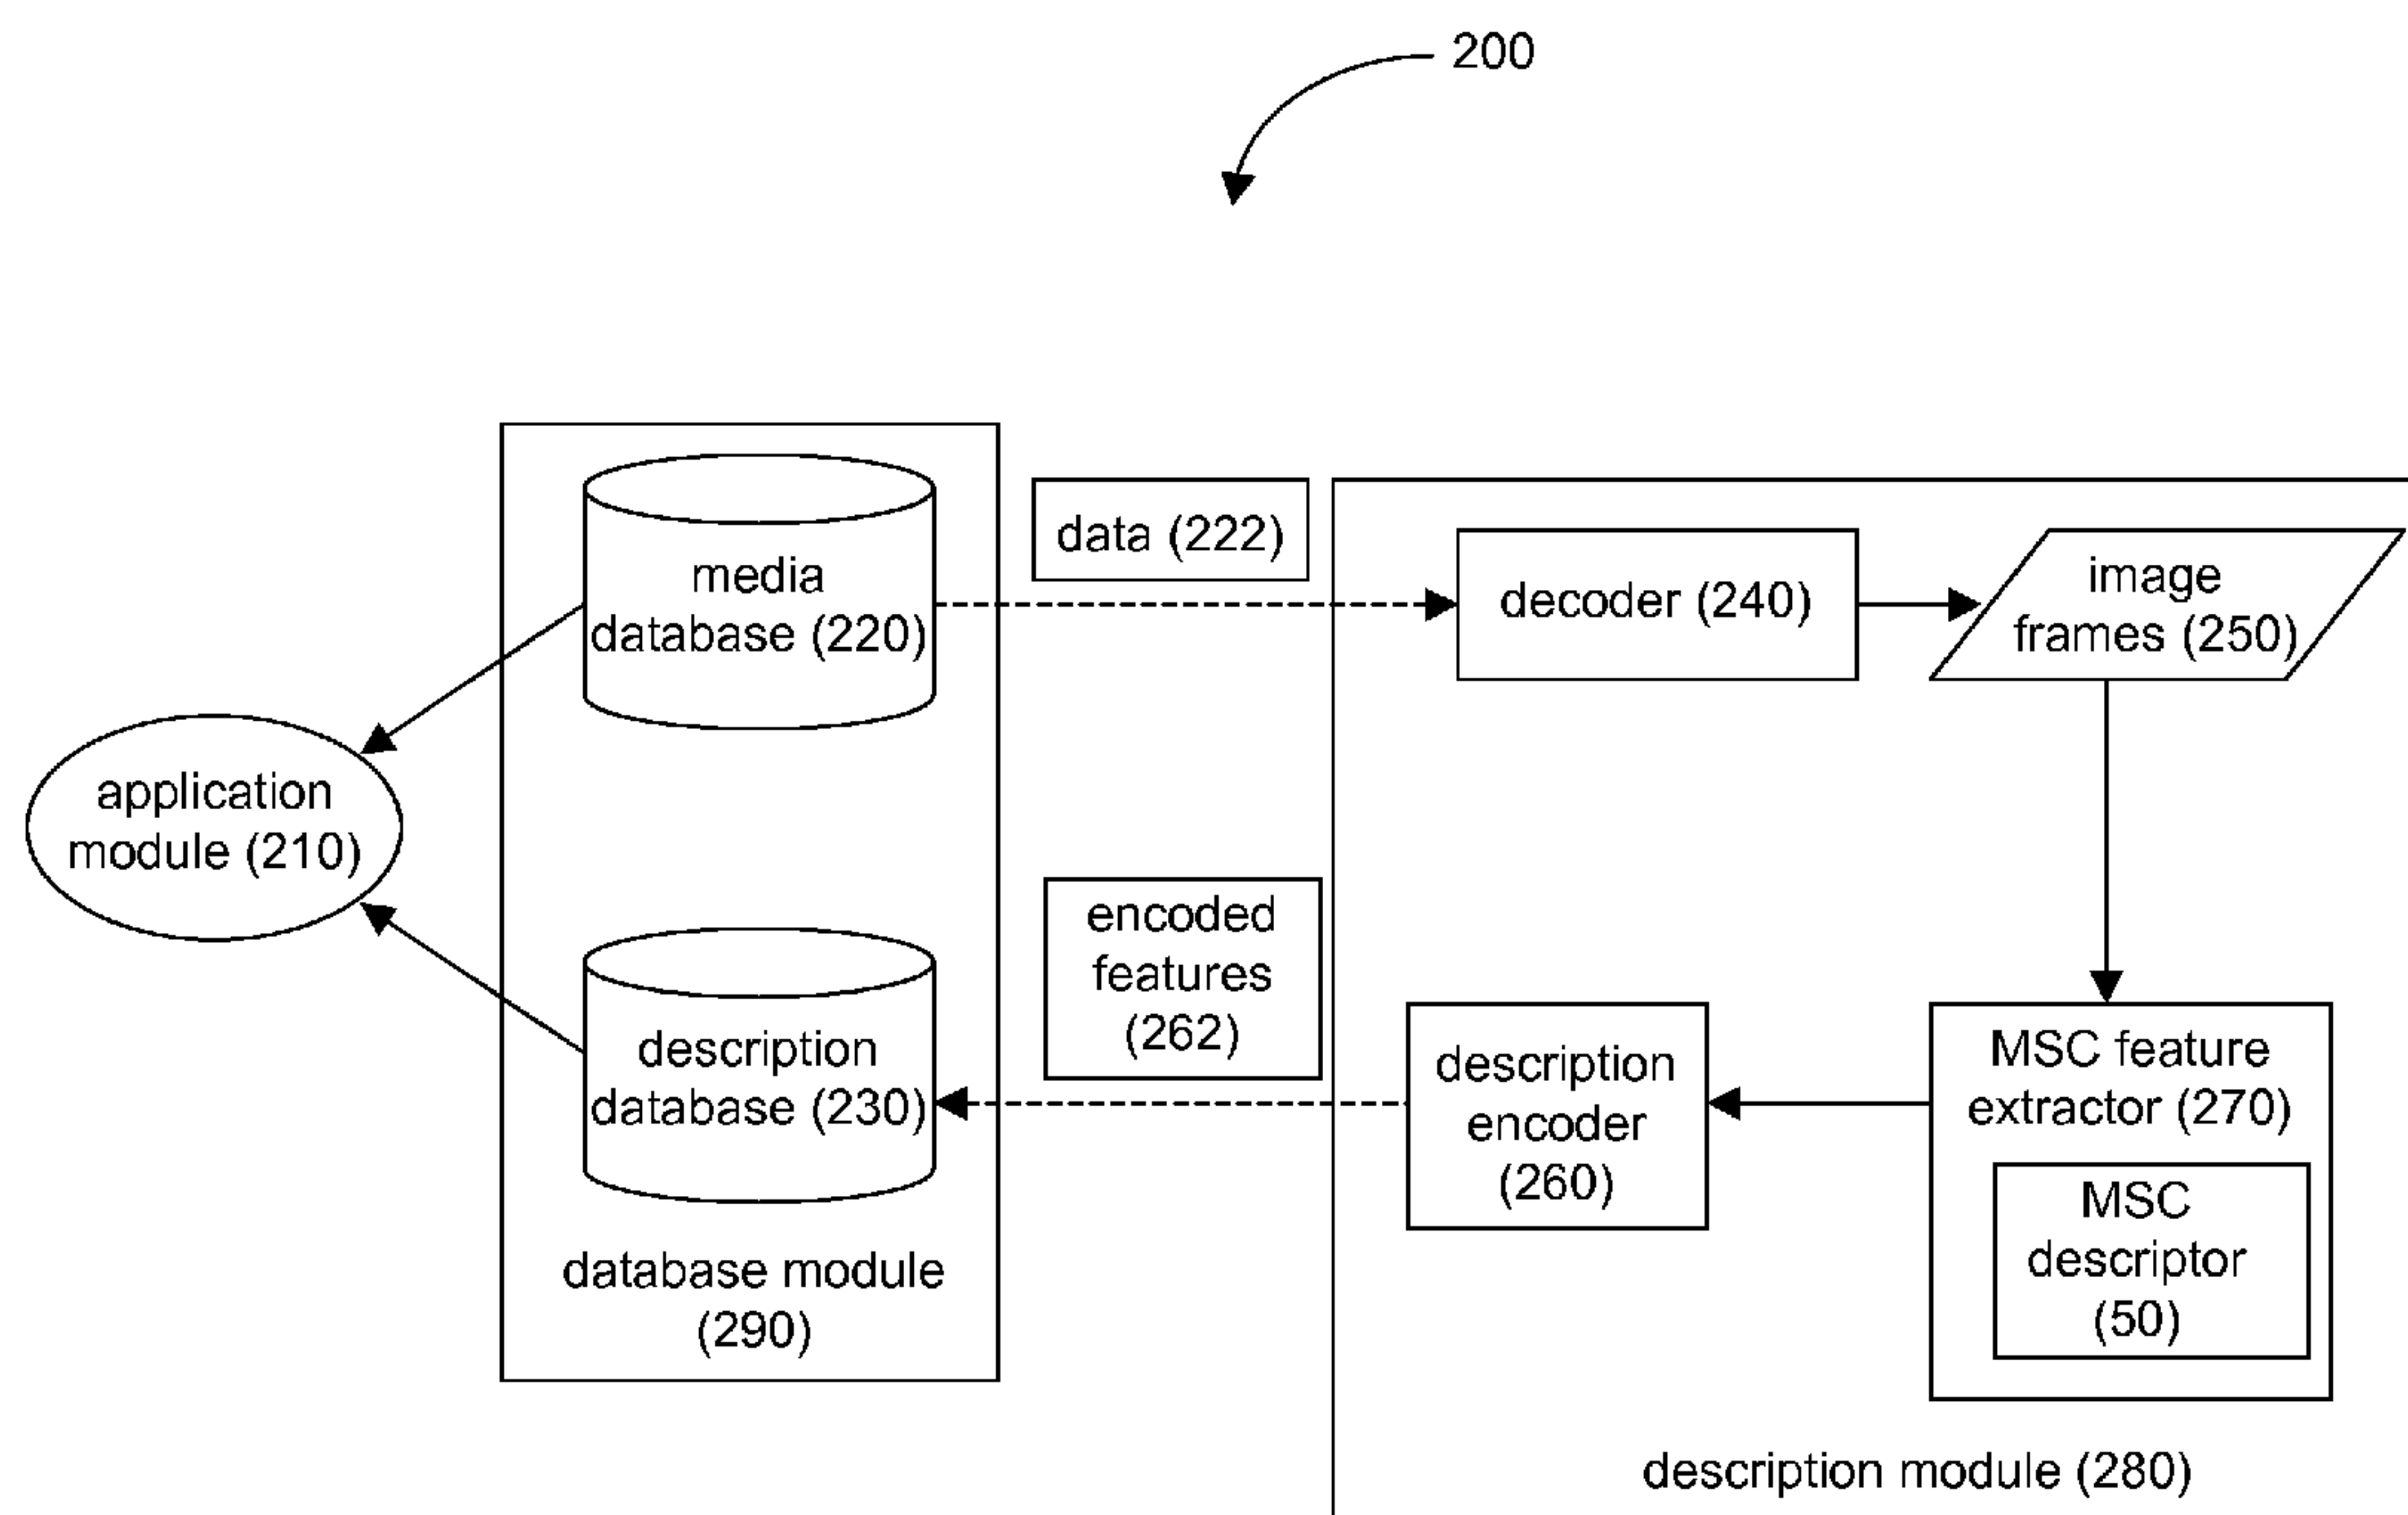 200
data (222)
media
database (220)
decoder (240)
image
frames (250)
application
module (210)
encoded
features
(262)
description
database (230)
description
encoder
(260)
MSC feature
extractor (270)
MSC
descriptor
(50)
database module
(290)
description module (280)